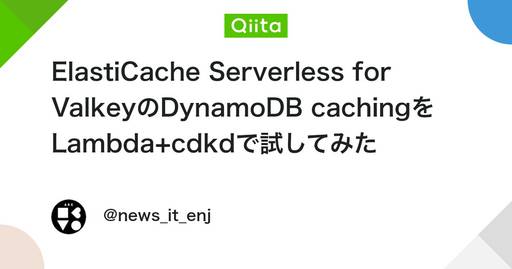 Qiita
ElastiCache Serverless for
ValkeyのDynamoDB cachingを
Lambda+cdkdで試してみた
@news_it_enj